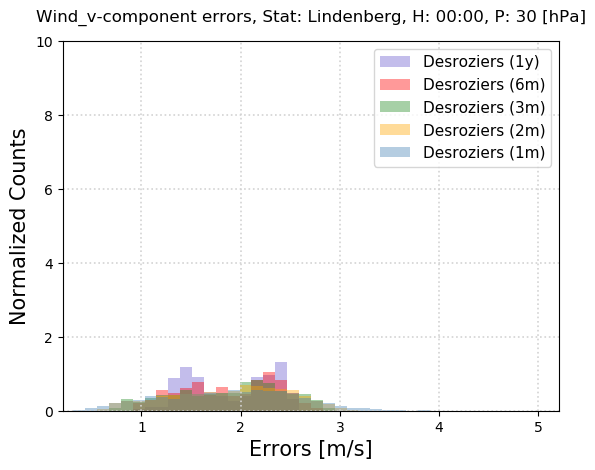 Wind_v-component errors, Stat: Lindenberg, H: 00:00, P: 30 [hPa]
10
8
6
4
2
0
Normalized Counts
Desroziers (1y)
Desroziers (6m)
Desroziers (3m)
Desroziers (2m)
Desroziers (1m)
1 2 3 4 5
Errors [m/s]